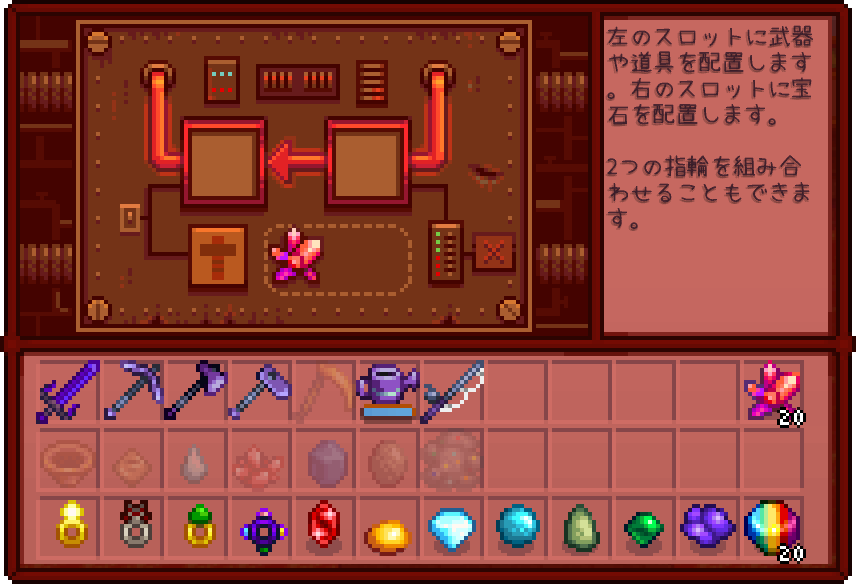 左のスロットに武器
や道具を配置します
。右のスロットに宝
石を配置します。
2つの指輪を組み合
わせることもできま
す。
20
20